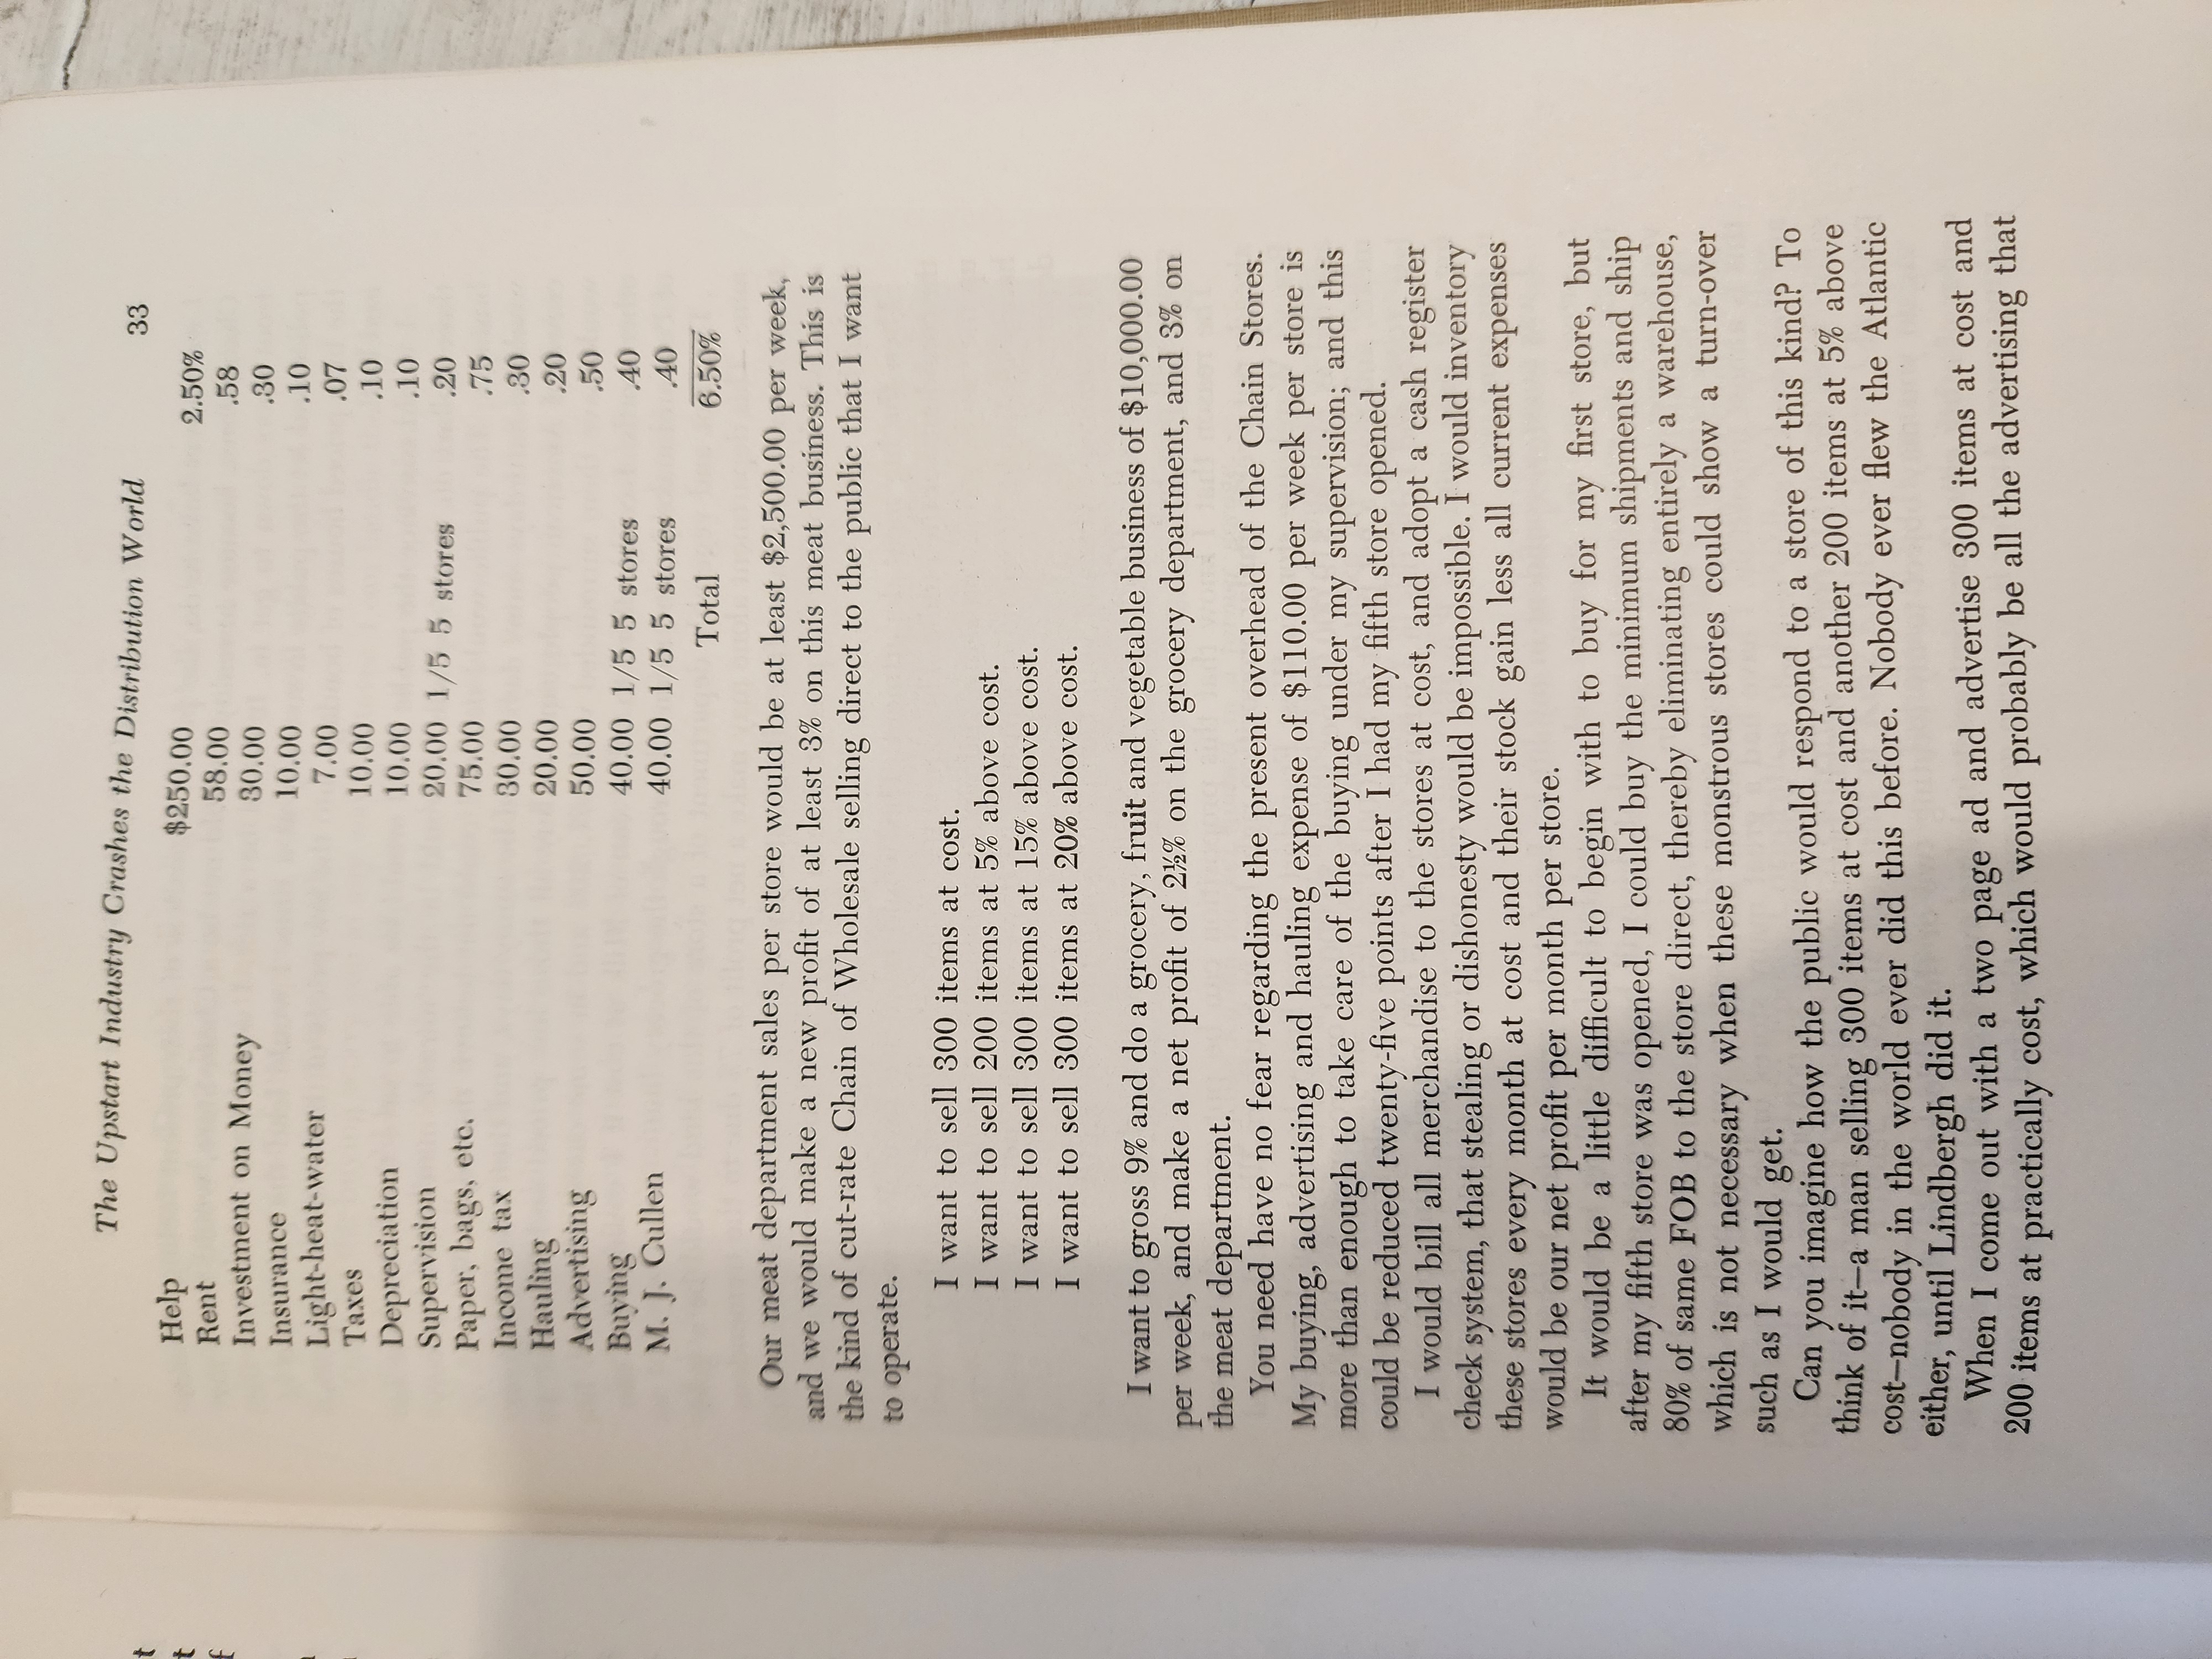 The Upstart Industry Crashes the Distribution World 33
Help $250.00 2.50%
Rent 58.00 .58
Investment on Money 30.00 .30
Insurance 10.00 .10
Light-heat-water 7.00 .07
Taxes 10.00 .10
Depreciation 10.00 .10
Supervision 20.00 1/5 5 stores .20
Paper, bags, etc. 75.00 .75
Income tax 30.00 .30
Hauling 20.00 .20
Advertising 50.00 .50
Buying 40.00 1/5 5 stores .40
M. J. Cullen 40.00 1/5 5 stores .40
Total 6.50%
Our meat department sales per store would be at least $2,500.00 per week,
and we would make a new profit of at least 3% on this meat business. This is
the kind of cut-rate Chain of Wholesale selling direct to the public that I want
to operate.
I want to sell 300 items at cost.
I want to sell 200 items at 5% above cost.
I want to sell 300 items at 15% above cost.
I want to sell 300 items at 20% above cost.
I want to gross 9% and do a grocery, fruit and vegetable business of $10,000.00
per week, and make a net profit of 2½% on the grocery department, and 3% on
the meat department.
You need have no fear regarding the present overhead of the Chain Stores.
My buying, advertising and hauling expense of $110.00 per week per store is
more than enough to take care of the buying under my supervision; and this
could be reduced twenty-five points after I had my fifth store opened.
I would bill all merchandise to the stores at cost, and adopt a cash register
check system, that stealing or dishonesty would be impossible. I would inventory
these stores every month at cost and their stock gain less all current expenses
would be our net profit per month per store.
It would be a little difficult to begin with to buy for my first store, but
after my fifth store was opened, I could buy the minimum shipments and ship
80% of same FOB to the store direct, thereby eliminating entirely a warehouse,
which is not necessary when these monstrous stores could show a turn-over
such as I would get.
Can you imagine how the public would respond to a store of this kind? To
think of it—a man selling 300 items at cost and another 200 items at 5% above
cost—nobody in the world ever did this before. Nobody ever flew the Atlantic
either, until Lindbergh did it.
When I come out with a two page ad and advertise 300 items at cost and
200 items at practically cost, which would probably be all the advertising that